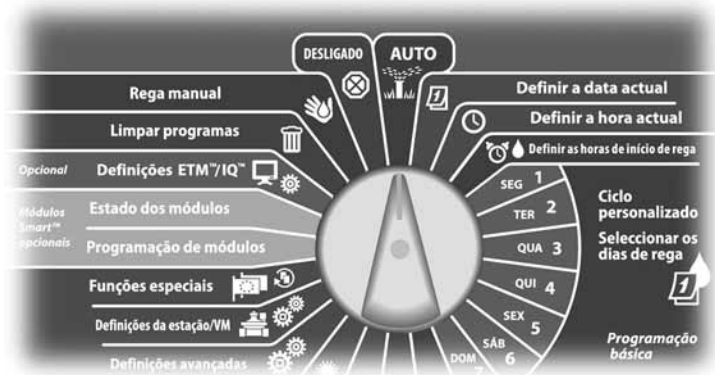 DESLIGADO
AUTO
Rega manual
Limpar programas
Opcional
Definições ETM™/IQ™
Módulos
Smart™
opcionais
Estado dos módulos
Programação de módulos
Funções especiais
Definições da estação/VM
Definições avançadas
1
Definir a data actual
Definir a hora actual
Definir as horas de início de rega
SEG 1
TER 2
QUA 3
QUI 4
SEX 5
SÁB 6
DOM 7
Ciclo
personalizado
Seleccionar os
dias de rega
1
Programação
básica